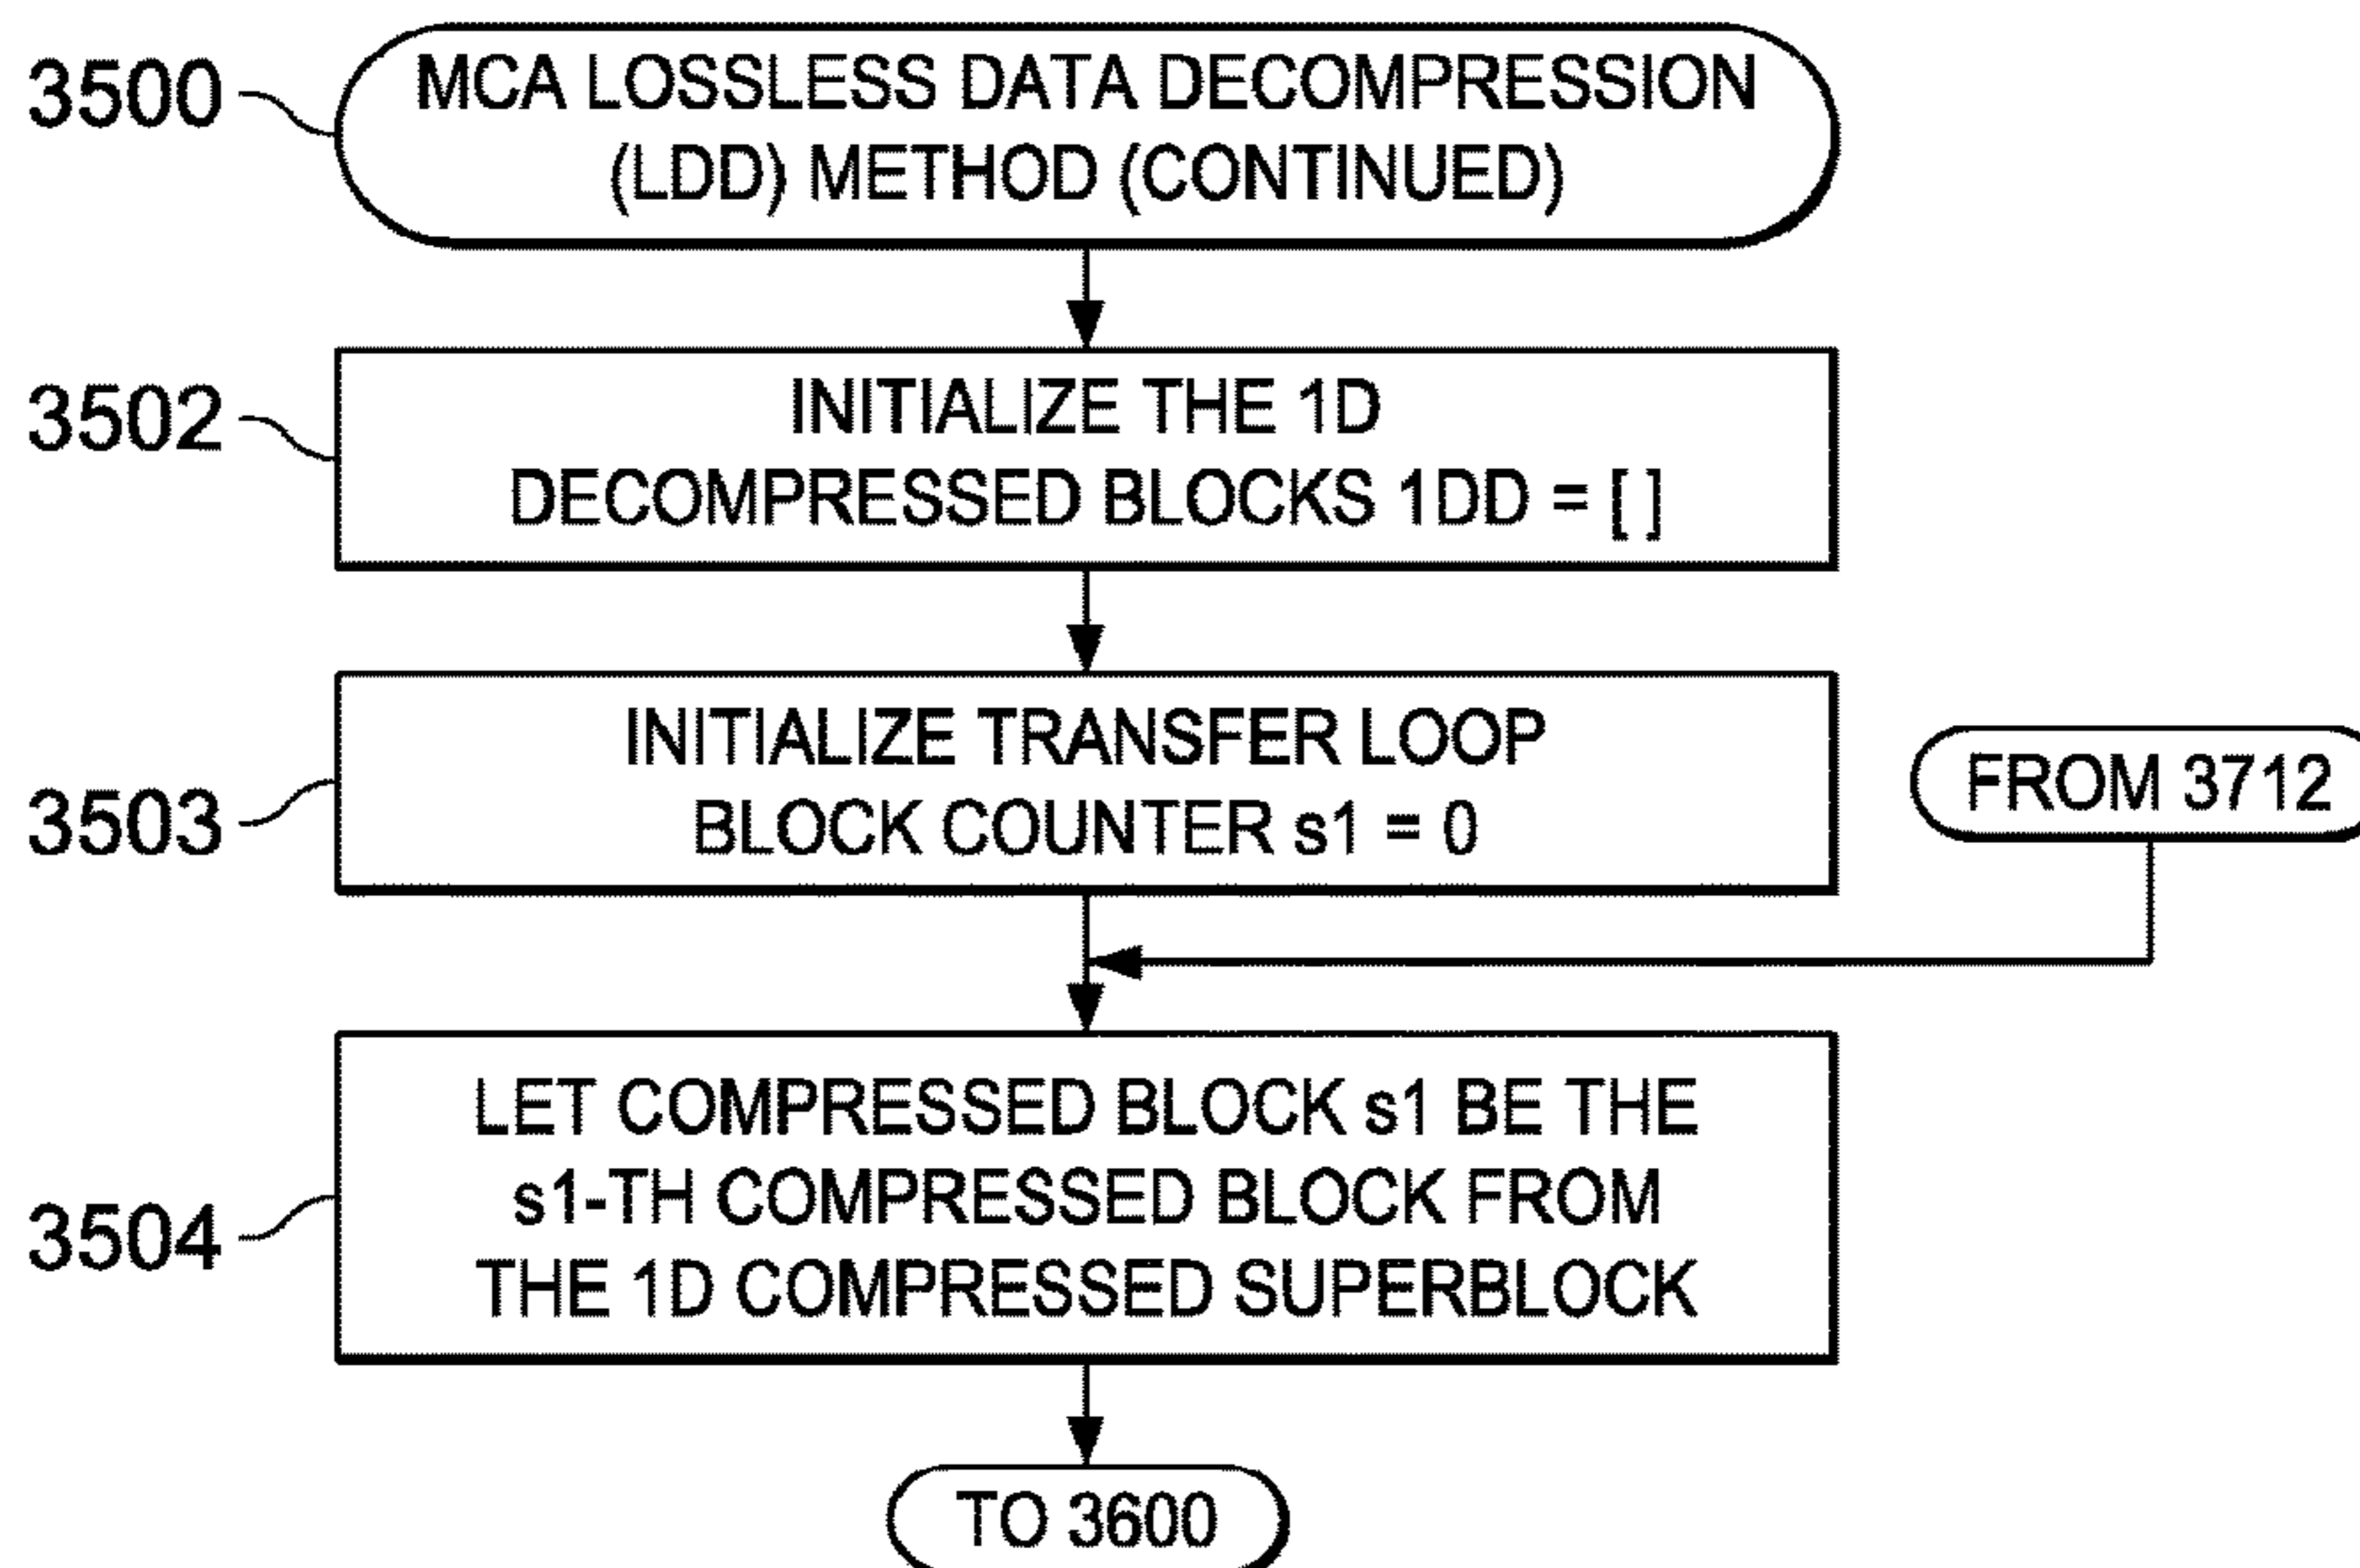 3500
MCA LOSSLESS DATA DECOMPRESSION
(LDD) METHOD (CONTINUED)
3502
INITIALIZE THE 1D
DECOMPRESSED BLOCKS 1DD = [ ]
3503
INITIALIZE TRANSFER LOOP
BLOCK COUNTER s1 = 0
FROM 3712
3504
LET COMPRESSED BLOCK s1 BE THE
s1-TH COMPRESSED BLOCK FROM
THE 1D COMPRESSED SUPERBLOCK
TO 3600